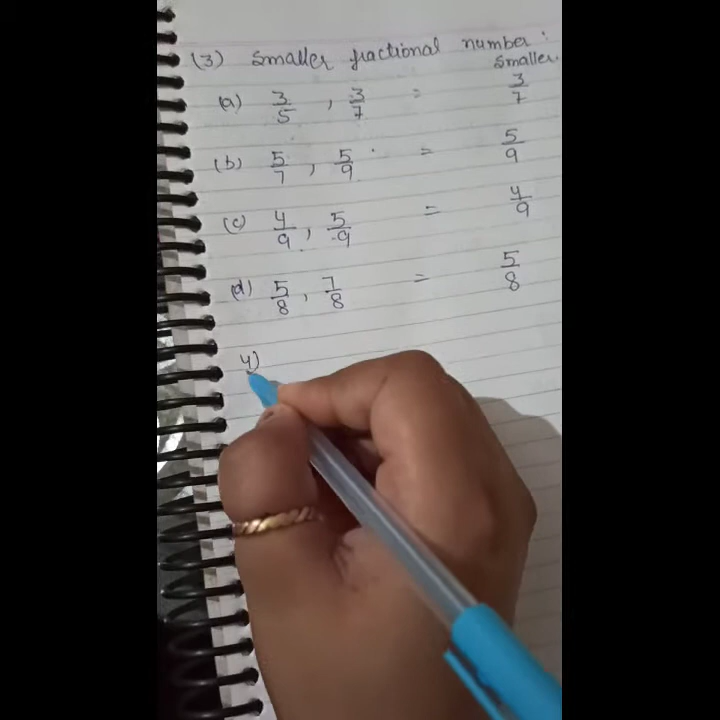 (3) Smaller fractional number :
Smaller.
(a) 3/5 , 3/7 = 3/7
(b) 5/7 , 5/9 = 5/9
(c) 4/9 , 5/9 = 4/9
(d) 5/8 , 7/8 = 5/8
4)